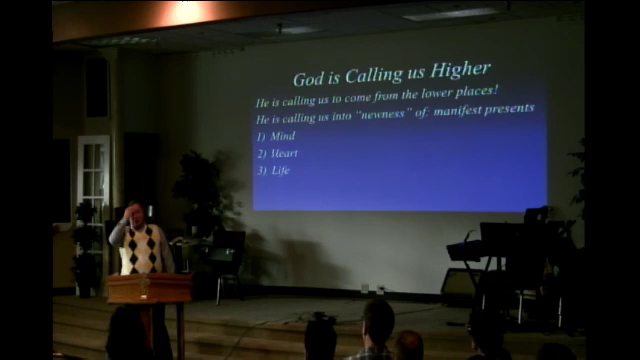 God is Calling us Higher
He is calling us to come from the lower places!
He is calling us into "newness" of: manifest presents
1) Mind
2) Heart
3) Life